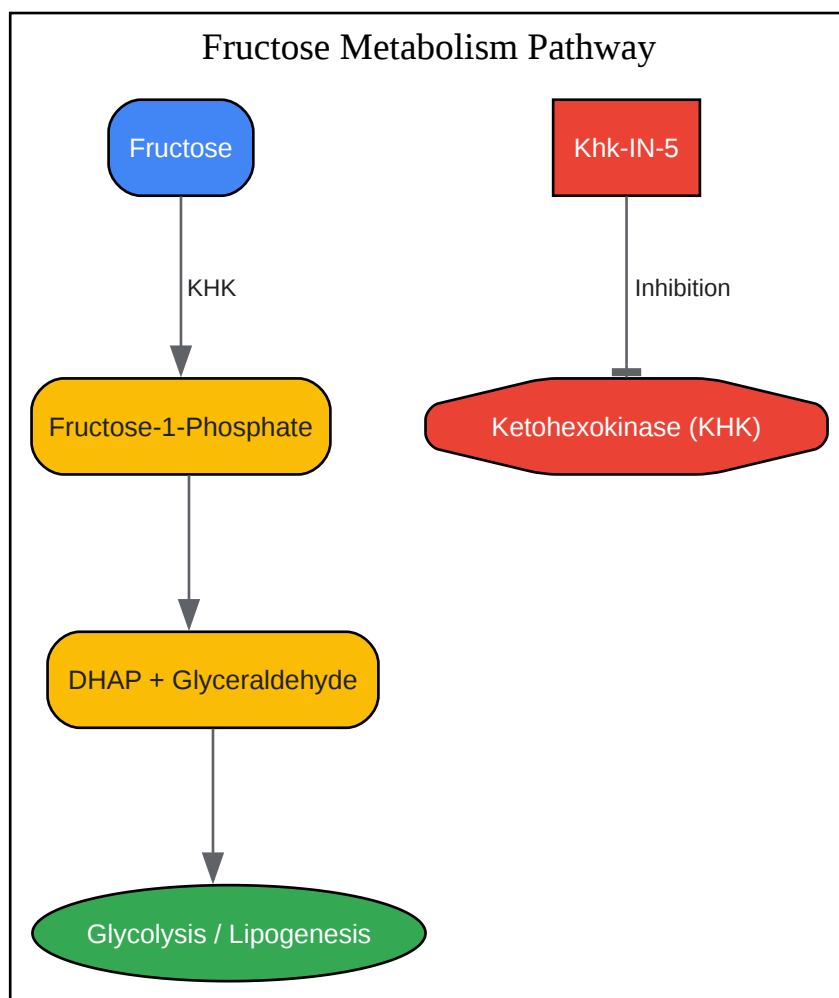 Fructose Metabolism Pathway
Fructose
Khk-IN-5
KHK
Inhibition
Fructose-1-Phosphate
Ketohexokinase (KHK)
DHAP + Glyceraldehyde
Glycolysis / Lipogenesis